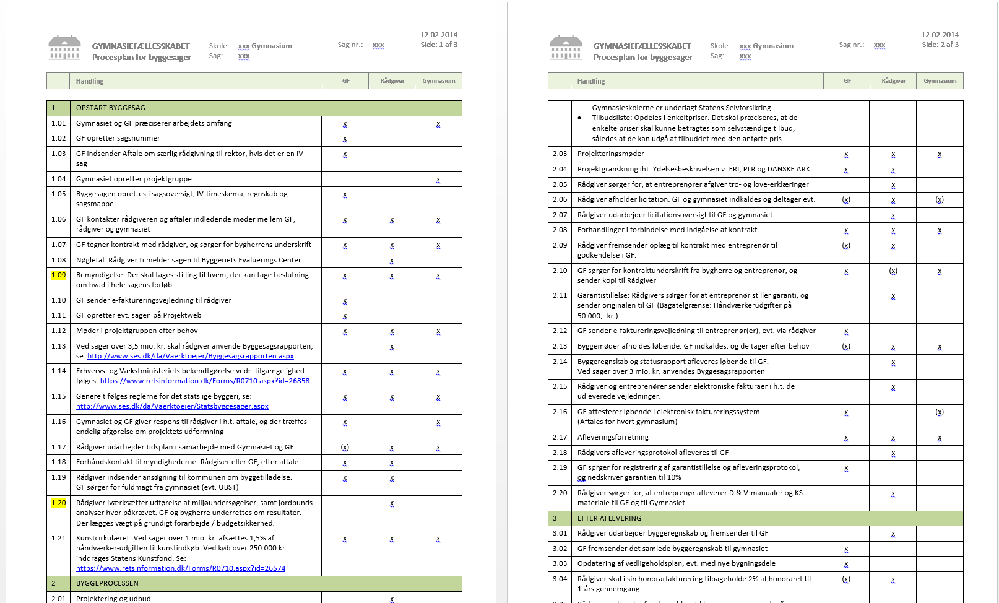 12.02.2014
GYMNASIEFÆLLESSKABET Skole: xxx Gymnasium Sag nr.: xxx Side: 1 af 3
Procesplan for byggesager Sag: xxx
Handling GF Rådgiver Gymnasium
1 OPSTART BYGGESAG
1.01 Gymnasiet og GF præciserer arbejdets omfang x x
1.02 GF opretter sagsnummer x
1.03 GF indsender Aftale om særlig rådgivning til rektor, hvis det er en IV x
sag
1.04 Gymnasiet opretter projektgruppe x
1.05 Byggesagen oprettes i sagsoversigt, IV-timeskema, regnskab og x
sagsmappe
1.06 GF kontakter rådgiveren og aftaler indledende møder mellem GF, x x x
rådgiver og gymnasiet
1.07 GF tegner kontrakt med rådgiver, og sørger for bygherrens underskrift x x x
1.08 Nøgletal: Rådgiver tilmelder sagen til Byggeriets Evaluerings Center x
1.09 Bemyndigelse: Der skal tages stilling til hvem, der kan tage beslutning x x x
om hvad i hele sagens forløb.
1.10 GF sender e-faktureringsvejledning til rådgiver x
1.11 GF opretter evt. sagen på Projektweb x
1.12 Møder i projektgruppen efter behov x x x
1.13 Ved sager over 3,5 mio. kr. skal rådgiver anvende Byggesagsrapporten, x
se: http://www.ses.dk/da/Vaerktoejer/Byggesagsrapporten.aspx
1.14 Erhvervs- og Vækstministeriets bekendtgørelse vedr. tilgængelighed x x x
følges: https://www.retsinformation.dk/Forms/R0710.aspx?id=26858
1.15 Generelt følges reglerne for det statslige byggeri, se: x x x
http://www.ses.dk/da/Vaerktoejer/Statsbyggesager.aspx
1.16 Gymnasiet og GF giver respons til rådgiver i h.t. aftale, og der træffes x x
endelig afgørelse om projektets udformning
1.17 Rådgiver udarbejder tidsplan i samarbejde med Gymnasiet og GF (x) x x
1.18 Forhåndskontakt til myndighederne: Rådgiver eller GF, efter aftale x x
1.19 Rådgiver indsender ansøgning til kommunen om byggetilladelse. x x
GF sørger for fuldmagt fra gymnasiet (evt. UBST)
1.20 Rådgiver iværksætter udførelse af miljøundersøgelser, samt jordbunds- x
analyser hvor påkrævet. GF og bygherre underrettes om resultater.
Der lægges vægt på grundigt forarbejde / budgetsikkerhed.
1.21 Kunstcirkulæret: Ved sager over 1 mio. kr. afsættes 1,5% af x x x
håndværker-udgiften til kunstindkøb. Ved køb over 250.000 kr.
inddrages Statens Kunstfond. Se:
https://www.retsinformation.dk/Forms/R0710.aspx?id=26574
2 BYGGEPROCESSEN
2.01 Projektering og udbud x
12.02.2014
GYMNASIEFÆLLESSKABET Skole: xxx Gymnasium Sag nr.: xxx Side: 2 af 3
Procesplan for byggesager Sag: xxx
Handling GF Rådgiver Gymnasium
Gymnasieskolerne er underlagt Statens Selvforsikring.
• Tilbudsliste: Opdeles i enkeltpriser. Det skal præciseres, at de
enkelte priser skal kunne betragtes som selvstændige tilbud,
således at de kan udgå af tilbuddet med den anførte pris.
2.03 Projekteringsmøder x x x
2.04 Projektgranskning iht. Ydelsesbeskrivelsen v. FRI, PLR og DANSKE ARK x x
2.05 Rådgiver sørger for, at entreprenører afgiver tro- og love-erklæringer x
2.06 Rådgiver afholder licitation. GF og gymnasiet indkaldes og deltager evt. (x) x (x)
2.07 Rådgiver udarbejder licitationsoversigt til GF og gymnasiet x
2.08 Forhandlinger i forbindelse med indgåelse af kontrakt x x x
2.09 Rådgiver fremsender oplæg til kontrakt med entreprenør til (x) x
godkendelse i GF.
2.10 GF sørger for kontraktunderskrift fra bygherre og entreprenør, og x (x) x
sender kopi til Rådgiver
2.11 Garantistillelse: Rådgivers sørger for at entreprenør stiller garanti, og x
sender originalen til GF (Bagatelgrænse: Håndværkerudgifter på
50.000,- kr.)
2.12 GF sender e-faktureringsvejledning til entreprenør(er), evt. via rådgiver x
2.13 Byggemøder afholdes løbende. GF indkaldes, og deltager efter behov (x) x x
2.14 Byggeregnskab og statusrapport afleveres løbende til GF. x
Ved sager over 3 mio. kr. anvendes Byggesagsrapporten
2.15 Rådgiver og entreprenører sender elektroniske fakturaer i h.t. de x
udleverede vejledninger.
2.16 GF attesterer løbende i elektronisk faktureringssystem. x (x)
(Aftales for hvert gymnasium)
2.17 Afleveringsforretning x x x
2.18 Rådgivers afleveringsprotokol afleveres til GF x
2.19 GF sørger for registrering af garantistillelse og afleveringsprotokol, x
og nedskriver garantien til 10%
2.20 Rådgiver sørger for, at entreprenør afleverer D & V-manualer og KS- x
materiale til GF og til Gymnasiet
3 EFTER AFLEVERING
3.01 Rådgiver udarbejder byggeregnskab og fremsender til GF x
3.02 GF fremsender det samlede byggeregnskab til gymnasiet x
3.03 Opdatering af vedligeholdsplan, evt. med nye bygningsdele x
3.04 Rådgiver skal i sin honorarfakturering tilbageholde 2% af honoraret til (x) x
1-års gennemgang